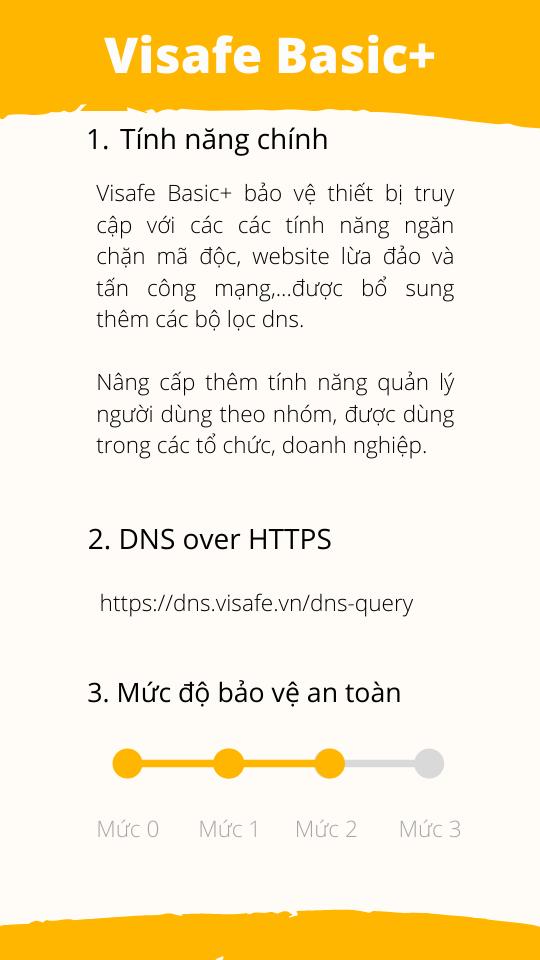 Visafe Basic+
1. Tính năng chính
Visafe Basic+ bảo vệ thiết bị truy
cập với các các tính năng ngăn
chặn mã độc, website lừa đảo và
tấn công mạng,...được bổ sung
thêm các bộ lọc dns.
Nâng cấp thêm tính năng quản lý
người dùng theo nhóm, được dùng
trong các tổ chức, doanh nghiệp.
2. DNS over HTTPS
https://dns.visafe.vn/dns-query
3. Mức độ bảo vệ an toàn
Mức 0 Mức 1 Mức 2 Mức 3